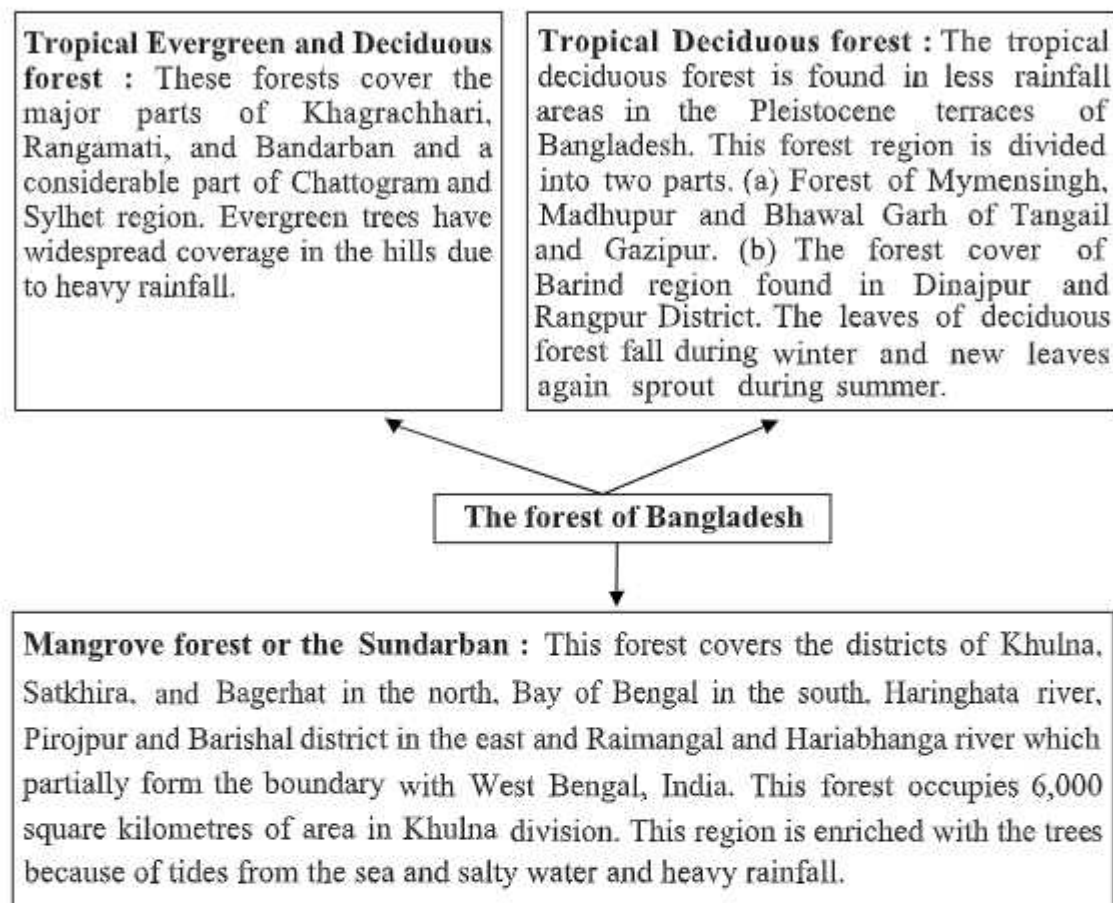 Tropical Evergreen and Deciduous
forest : These forests cover the
major parts of Khagrachhari,
Rangamati, and Bandarban and a
considerable part of Chattogram and
Sylhet region. Evergreen trees have
widespread coverage in the hills due
to heavy rainfall.
Tropical Deciduous forest : The tropical
deciduous forest is found in less rainfall
areas in the Pleistocene terraces of
Bangladesh. This forest region is divided
into two parts. (a) Forest of Mymensingh,
Madhupur and Bhawal Garh of Tangail
and Gazipur. (b) The forest cover of
Barind region found in Dinajpur and
Rangpur District. The leaves of deciduous
forest fall during winter and new leaves
again sprout during summer.
The forest of Bangladesh
Mangrove forest or the Sundarban : This forest covers the districts of Khulna,
Satkhira, and Bagerhat in the north, Bay of Bengal in the south, Haringhata river,
Pirojpur and Barishal district in the east and Raimangal and Hariabhanga river which
partially form the boundary with West Bengal, India. This forest occupies 6,000
square kilometres of area in Khulna division. This region is enriched with the trees
because of tides from the sea and salty water and heavy rainfall.